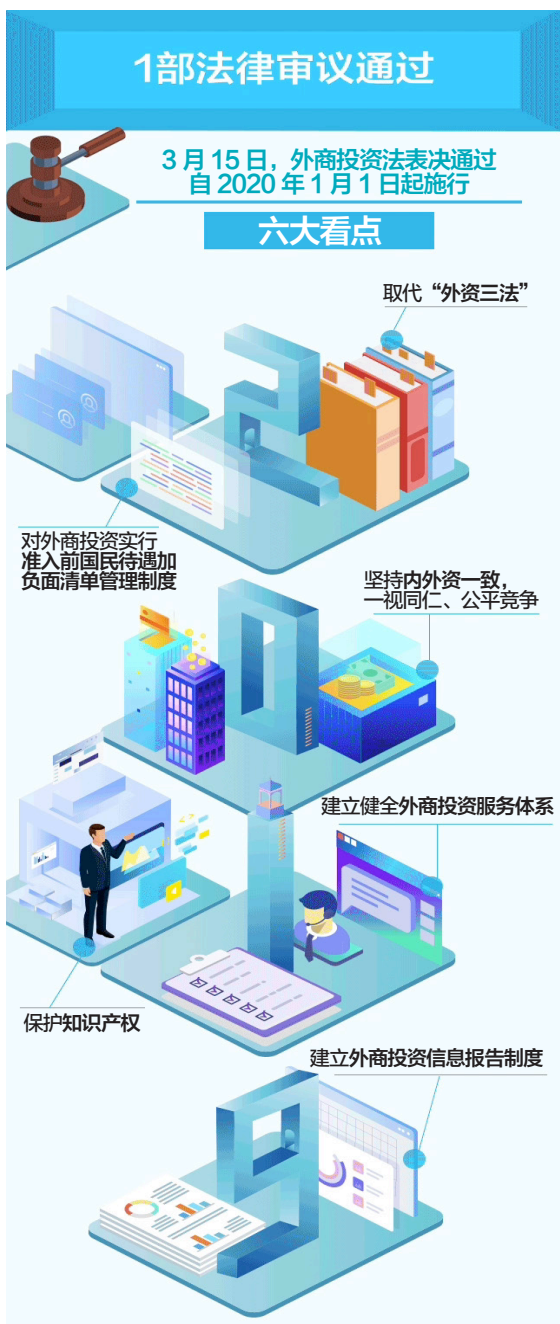 1部法律审议通过
3月15日，外商投资法表决通过
自2020年1月1日起施行
六大看点
取代“外资三法”
2
对外商投资实行
准入前国民待遇加
负面清单管理制度
坚持内外资一致，
一视同仁、公平竞争
0
建立健全外商投资服务体系
1
保护知识产权
建立外商投资信息报告制度
9